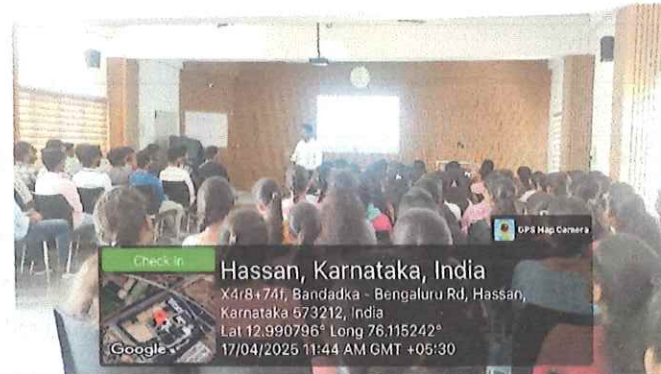 GPS Map Camera
Check In
Hassan, Karnataka, India
X4r8+74f, Bandadka - Bengaluru Rd, Hassan,
Karnataka 573212, India
Lat 12.990796° Long 76.115242°
17/04/2025 11:44 AM GMT +05:30
Google